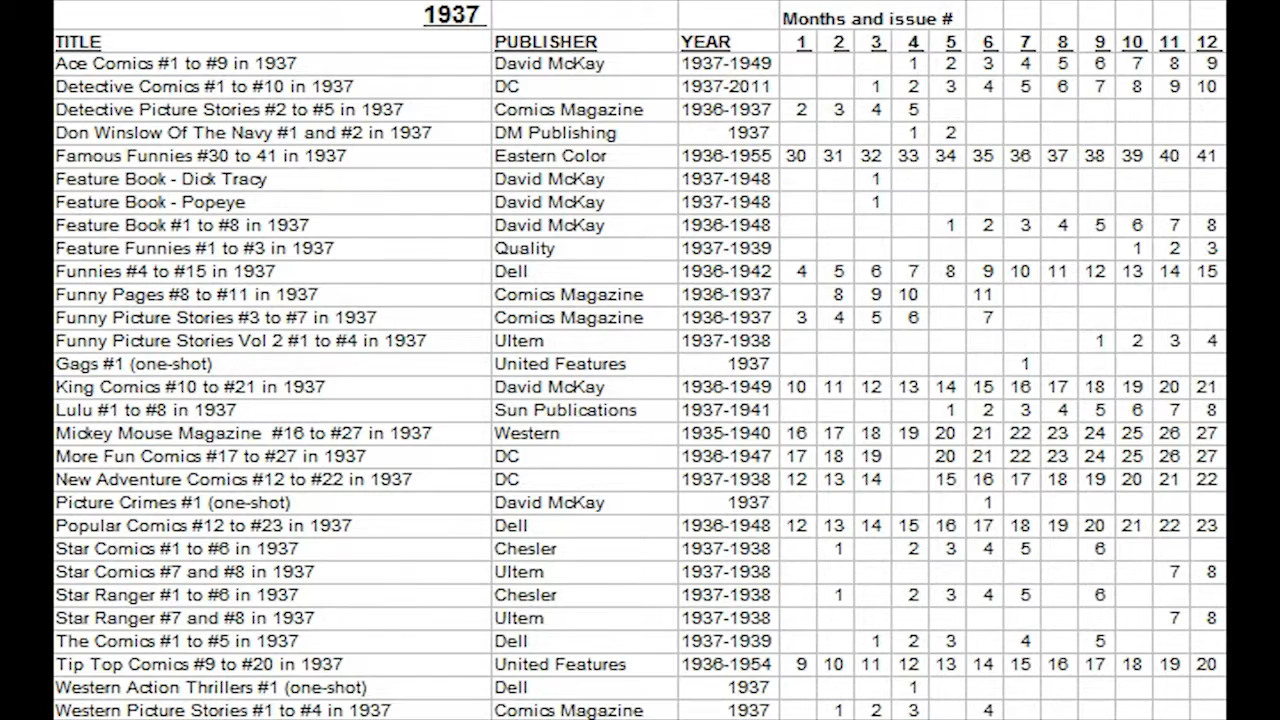 1937 Months and issue #
TITLE PUBLISHER YEAR 1 2 3 4 5 6 7 8 9 10 11 12
Ace Comics #1 to #9 in 1937 David McKay 1937-1949 1 2 3 4 5 6 7 8 9
Detective Comics #1 to #10 in 1937 DC 1937-2011 1 2 3 4 5 6 7 8 9 10
Detective Picture Stories #2 to #5 in 1937 Comics Magazine 1936-1937 2 3 4 5
Don Winslow Of The Navy #1 and #2 in 1937 DM Publishing 1937 1 2
Famous Funnies #30 to 41 in 1937 Eastern Color 1936-1955 30 31 32 33 34 35 36 37 38 39 40 41
Feature Book - Dick Tracy David McKay 1937-1948 1
Feature Book - Popeye David McKay 1937-1948 1
Feature Book #1 to #8 in 1937 David McKay 1936-1948 1 2 3 4 5 6 7 8
Feature Funnies #1 to #3 in 1937 Quality 1937-1939 1 2 3
Funnies #4 to #15 in 1937 Dell 1936-1942 4 5 6 7 8 9 10 11 12 13 14 15
Funny Pages #8 to #11 in 1937 Comics Magazine 1936-1937 8 9 10 11
Funny Picture Stories #3 to #7 in 1937 Comics Magazine 1936-1937 3 4 5 6 7
Funny Picture Stories Vol 2 #1 to #4 in 1937 Ultem 1937-1938 1 2 3 4
Gags #1 (one-shot) United Features 1937 1
King Comics #10 to #21 in 1937 David McKay 1936-1949 10 11 12 13 14 15 16 17 18 19 20 21
Lulu #1 to #8 in 1937 Sun Publications 1937-1941 1 2 3 4 5 6 7 8
Mickey Mouse Magazine #16 to #27 in 1937 Western 1935-1940 16 17 18 19 20 21 22 23 24 25 26 27
More Fun Comics #17 to #27 in 1937 DC 1936-1947 17 18 19 20 21 22 23 24 25 26 27
New Adventure Comics #12 to #22 in 1937 DC 1937-1938 12 13 14 15 16 17 18 19 20 21 22
Picture Crimes #1 (one-shot) David McKay 1937 1
Popular Comics #12 to #23 in 1937 Dell 1936-1948 12 13 14 15 16 17 18 19 20 21 22 23
Star Comics #1 to #6 in 1937 Chesler 1937-1938 1 2 3 4 5 6
Star Comics #7 and #8 in 1937 Ultem 1937-1938 7 8
Star Ranger #1 to #6 in 1937 Chesler 1937-1938 1 2 3 4 5 6
Star Ranger #7 and #8 in 1937 Ultem 1937-1938 7 8
The Comics #1 to #5 in 1937 Dell 1937-1939 1 2 3 4 5
Tip Top Comics #9 to #20 in 1937 United Features 1936-1954 9 10 11 12 13 14 15 16 17 18 19 20
Western Action Thrillers #1 (one-shot) Dell 1937 1
Western Picture Stories #1 to #4 in 1937 Comics Magazine 1937 1 2 3 4